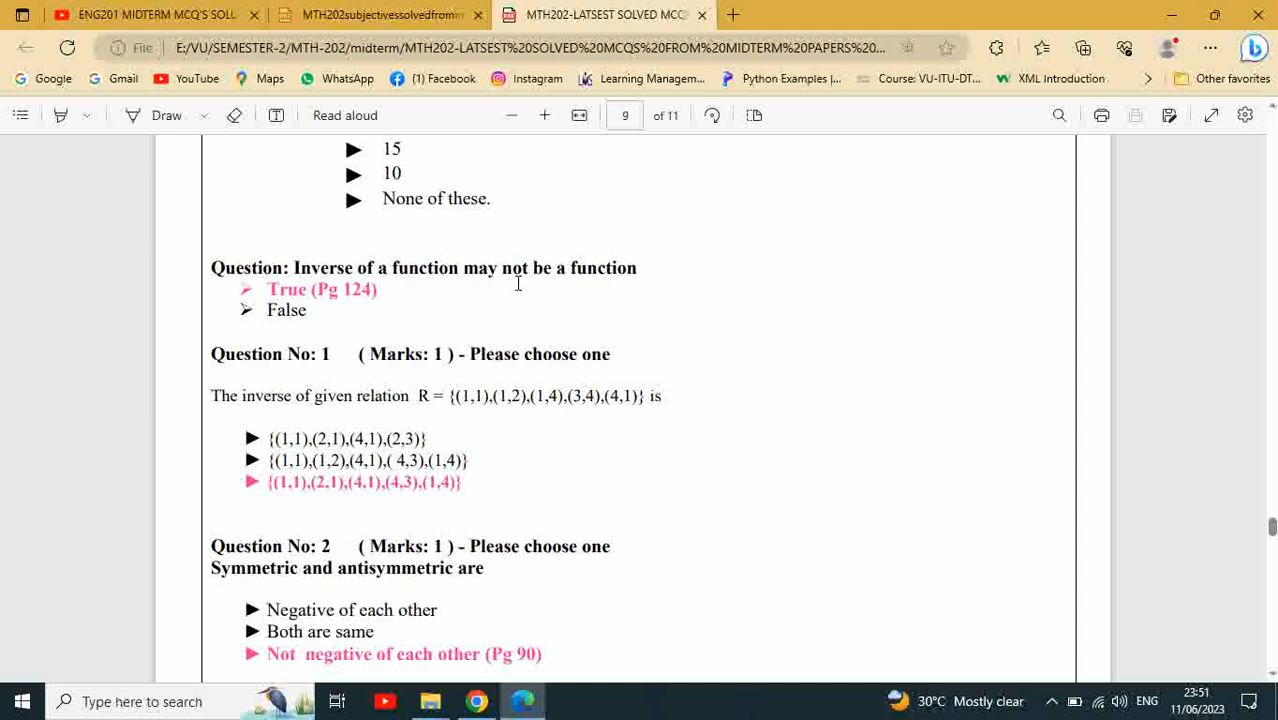 ENG201 MIDTERM MCQ'S SOLU
MTH202subjectivessolvedfromm
MTH202-LATSEST SOLVED MCQ
File
E:/VU/SEMESTER-2/MTH-202/midterm/MTH202-LATSEST%20SOLVED%20MCQS%20FROM%20MIDTERM%20PAPERS%20...
Google
Gmail
YouTube
Maps
WhatsApp
(1) Facebook
Instagram
Learning Managem...
Python Examples |...
Course: VU-ITU-DT...
XML Introduction
Other favorites
Draw
Read aloud
9
of 11
15
10
None of these.
Question: Inverse of a function may not be a function
True (Pg 124)
False
Question No: 1 ( Marks: 1 ) - Please choose one
The inverse of given relation R = {(1,1),(1,2),(1,4),(3,4),(4,1)} is
{(1,1),(2,1),(4,1),(2,3)}
{(1,1),(1,2),(4,1),( 4,3),(1,4)}
{(1,1),(2,1),(4,1),(4,3),(1,4)}
Question No: 2 ( Marks: 1 ) - Please choose one
Symmetric and antisymmetric are
Negative of each other
Both are same
Not negative of each other (Pg 90)
Type here to search
30°C Mostly clear
ENG
23:51
11/06/2023